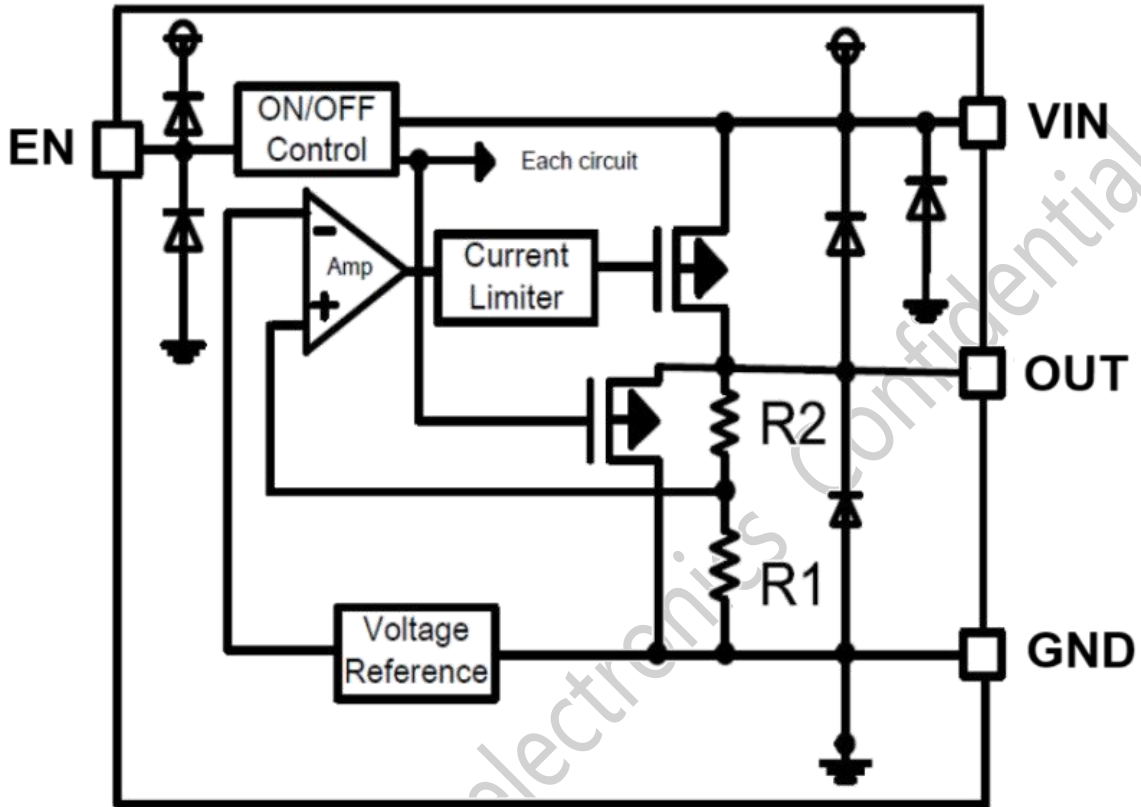 EN
ON/OFF
Control
VIN
Each circuit
-
Amp
+
Current
Limiter
OUT
R2
R1
Voltage
Reference
GND
electronics Confidential